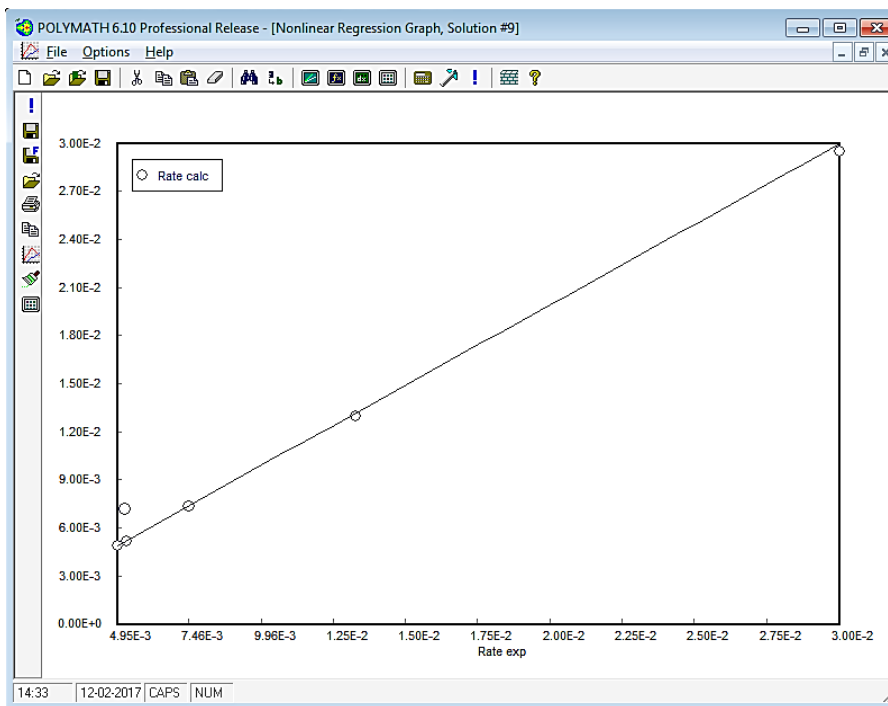 POLYMATH 6.10 Professional Release - [Nonlinear Regression Graph, Solution #9]
File Options Help
3.00E-2
Rate calc
2.70E-2
2.40E-2
2.10E-2
1.80E-2
1.50E-2
1.20E-2
9.00E-3
6.00E-3
3.00E-3
0.00E+0
4.95E-3 7.46E-3 9.96E-3 1.25E-2 1.50E-2 1.75E-2 2.00E-2 2.25E-2 2.50E-2 2.75E-2 3.00E-2
Rate exp
14:33 12-02-2017 CAPS NUM